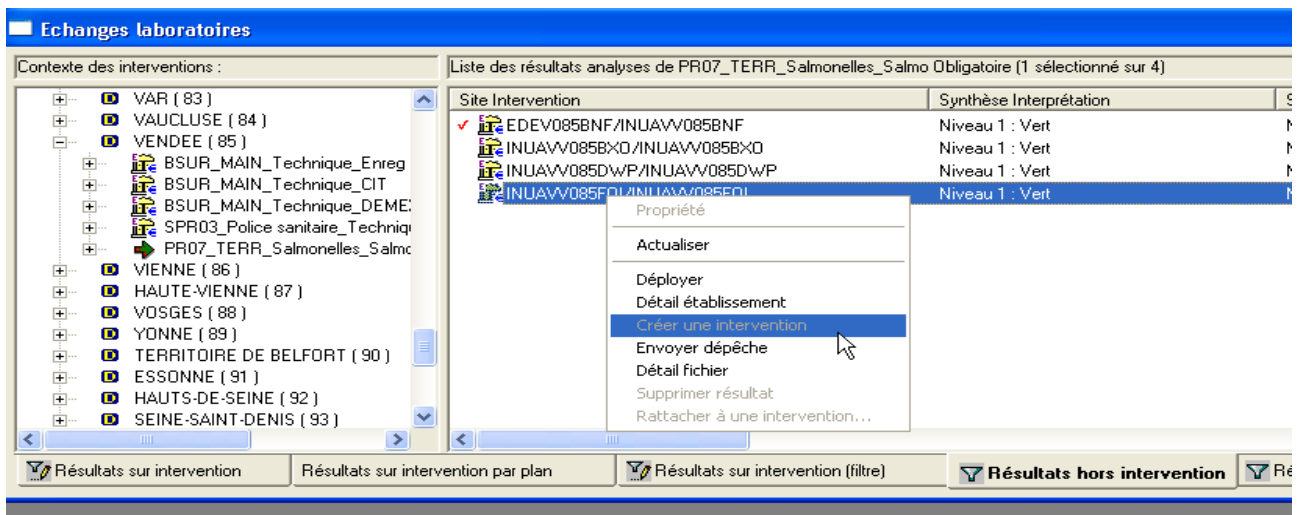 Echanges laboratoires
Contexte des interventions :
VAR ( 83 )
VAUCLUSE ( 84 )
VENDEE ( 85 )
BSUR_MAIN_Technique_Enreg
BSUR_MAIN_Technique_CIT
BSUR_MAIN_Technique_DEME
SPR03_Police sanitaire_Techniq
PR07_TERR_Salmonelles_Salmo
VIENNE ( 86 )
HAUTE-VIENNE ( 87 )
VOSGES ( 88 )
YONNE ( 89 )
TERRITOIRE DE BELFORT ( 90 )
ESSONNE ( 91 )
HAUTS-DE-SEINE ( 92 )
SEINE-SAINT-DENIS ( 93 )
Liste des résultats analyses de PR07_TERR_Salmonelles_Salmo Obligatoire (1 sélectionné sur 4)
Site Intervention Synthèse Interprétation S
EDEV085BNF/INUAVV085BNF Niveau 1 : Vert
INUAVV085BXO/INUAVV085BXO Niveau 1 : Vert
INUAVV085DWP/INUAVV085DWP Niveau 1 : Vert
Niveau 1 : Vert
Propriété
Actualiser
Déployer
Détail établissement
Créer une intervention
Envoyer dépêche
Détail fichier
Supprimer résultat
Rattacher à une intervention...
Résultats sur intervention Résultats sur intervention par plan Résultats sur intervention (filtre) Résultats hors intervention Ré